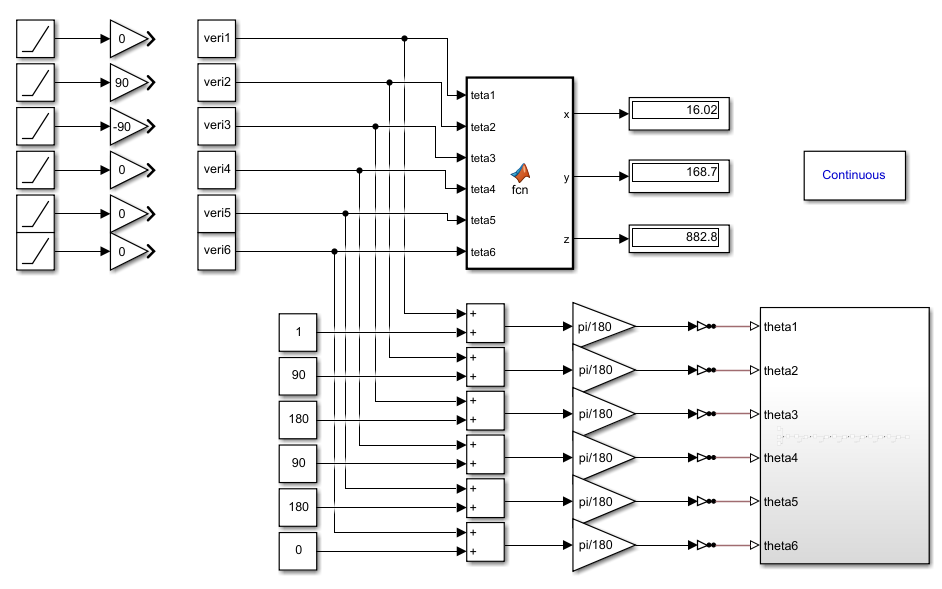 0
90
-90
0
0
0
veri1
veri2
veri3
veri4
veri5
veri6
teta1
teta2
teta3
teta4
teta5
teta6
fcn
x
y
z
16.02
168.7
882.8
Continuous
1
90
180
90
180
0
+
+
+
+
+
+
+
+
+
+
+
+
pi/180
pi/180
pi/180
pi/180
pi/180
pi/180
theta1
theta2
theta3
theta4
theta5
theta6